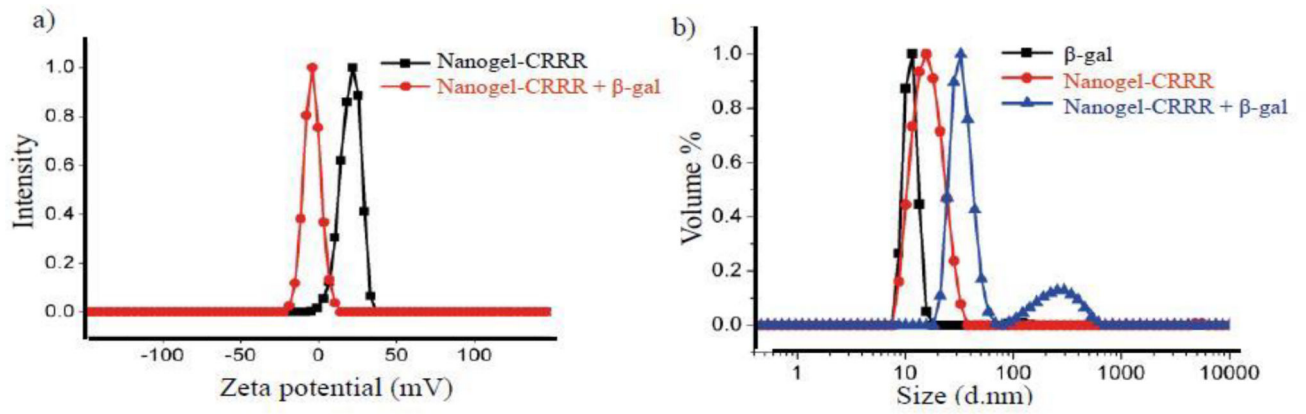 a)
Nanogel-CRRR
Nanogel-CRRR + β-gal
Intensity
1.0
0.8
0.6
0.4
0.2
0.0
-100 -50 0 50 100
Zeta potential (mV)
b)
β-gal
Nanogel-CRRR
Nanogel-CRRR + β-gal
Volume %
1.0
0.8
0.6
0.4
0.2
0.0
1 10 100 1000 10000
Size (d.nm)